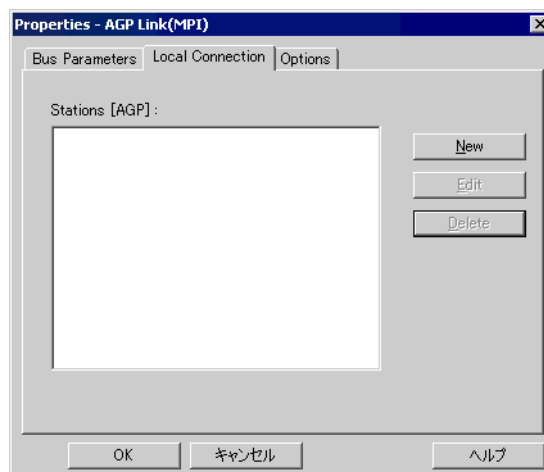 Properties - AGP Link(MPI)
Bus Parameters Local Connection Options
Stations [AGP] :
New
Edit
Delete
OK キャンセル ヘルプ